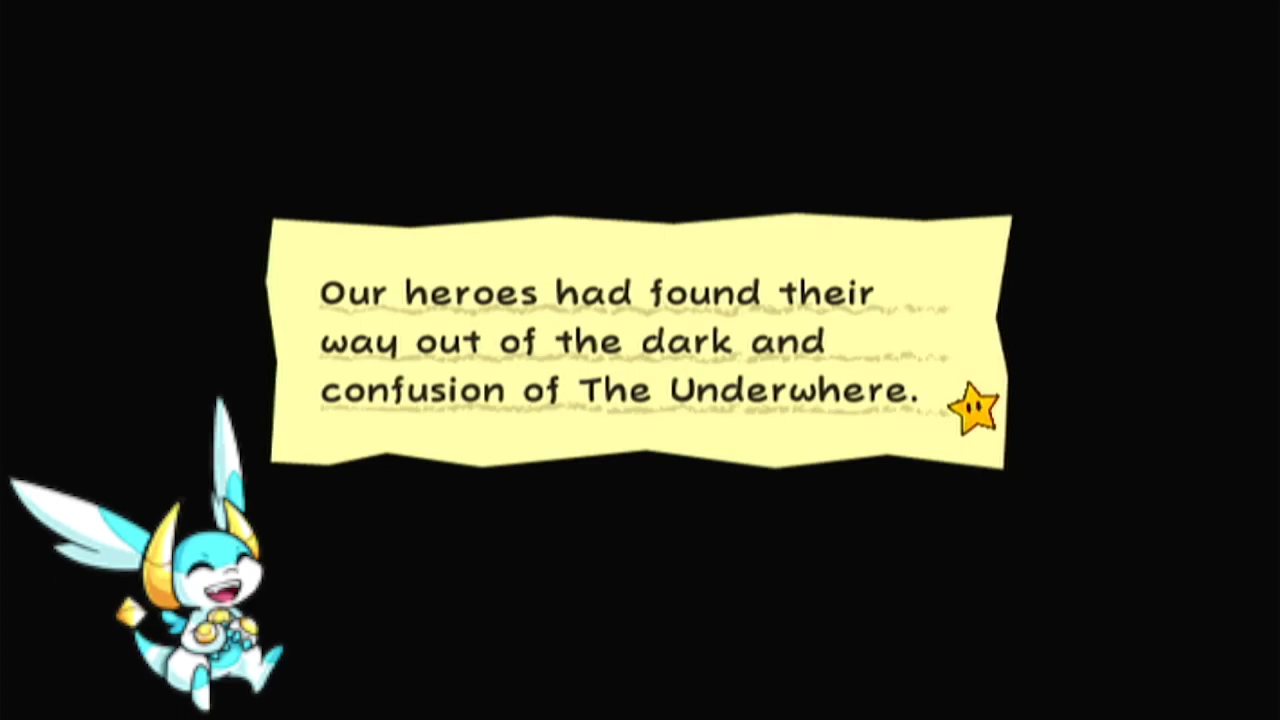 Our heroes had found their
way out of the dark and
confusion of The Underwhere.